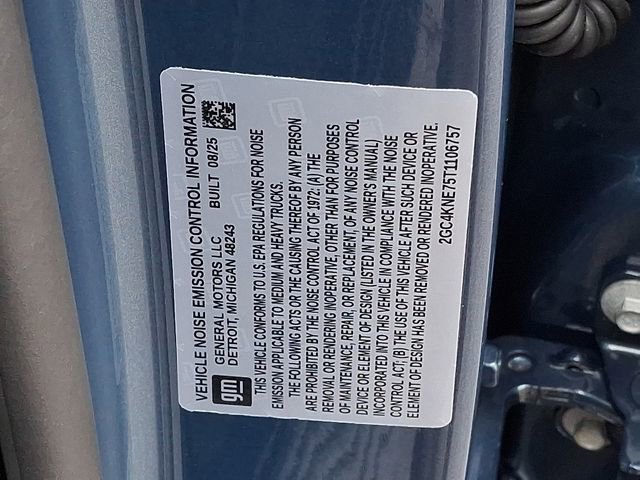 VEHICLE NOISE EMISSION CONTROL INFORMATION
gm
GENERAL MOTORS LLC BUILT 08/25
DETROIT, MICHIGAN 48243
THIS VEHICLE CONFORMS TO U.S. EPA REGULATIONS FOR NOISE
EMISSION APPLICABLE TO MEDIUM AND HEAVY TRUCKS.
THE FOLLOWING ACTS OR THE CAUSING THEREOF BY ANY PERSON
ARE PROHIBITED BY THE NOISE CONTROL ACT OF 1972: (A) THE
REMOVAL OR RENDERING INOPERATIVE, OTHER THAN FOR PURPOSES
OF MAINTENANCE, REPAIR, OR REPLACEMENT, OF ANY NOISE CONTROL
DEVICE OR ELEMENT OF DESIGN (LISTED IN THE OWNER'S MANUAL)
INCORPORATED INTO THIS VEHICLE IN COMPLIANCE WITH THE NOISE
CONTROL ACT; (B) THE USE OF THIS VEHICLE AFTER SUCH DEVICE OR
ELEMENT OF DESIGN HAS BEEN REMOVED OR RENDERED INOPERATIVE.
2GC4KNE75T1106757